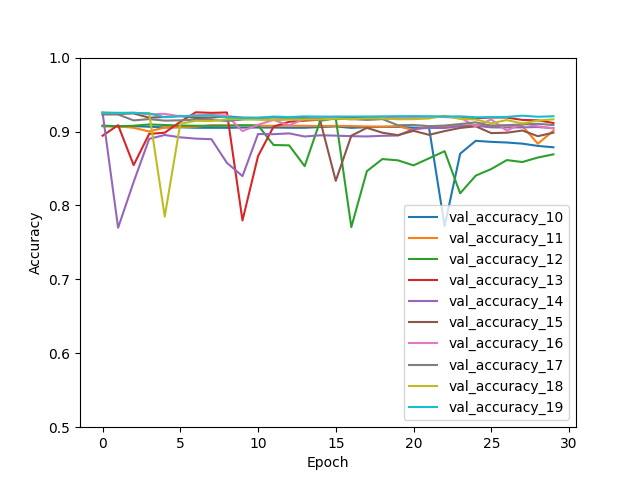 1.0
0.9
0.8
0.7
0.6
0.5
Accuracy
0 5 10 15 20 25 30
Epoch
val_accuracy_10
val_accuracy_11
val_accuracy_12
val_accuracy_13
val_accuracy_14
val_accuracy_15
val_accuracy_16
val_accuracy_17
val_accuracy_18
val_accuracy_19